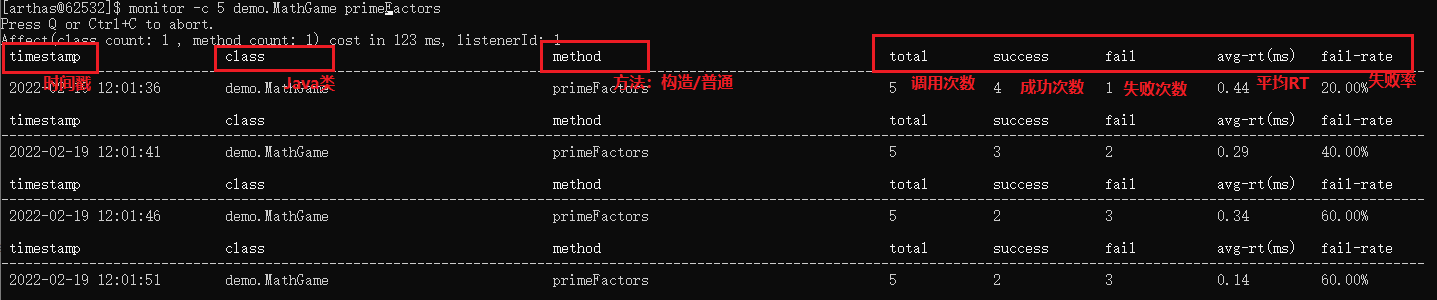 [arthas@62532]$ monitor -c 5 demo.MathGame primeFactors
Press Q or Ctrl+C to abort.
Affect(class count: 1 , method count: 1) cost in 123 ms, listenerId: 1
timestamp class method total success fail avg-rt(ms) fail-rate
时间戳 Java类 方法：构造/普通 调用次数 成功次数 失败次数 平均RT 失败率
2022-02-19 12:01:36 demo.MathGame primeFactors 5 4 1 0.44 20.00%
timestamp class method total success fail avg-rt(ms) fail-rate
2022-02-19 12:01:41 demo.MathGame primeFactors 5 3 2 0.29 40.00%
timestamp class method total success fail avg-rt(ms) fail-rate
2022-02-19 12:01:46 demo.MathGame primeFactors 5 2 3 0.34 60.00%
timestamp class method total success fail avg-rt(ms) fail-rate
2022-02-19 12:01:51 demo.MathGame primeFactors 5 2 3 0.14 60.00%